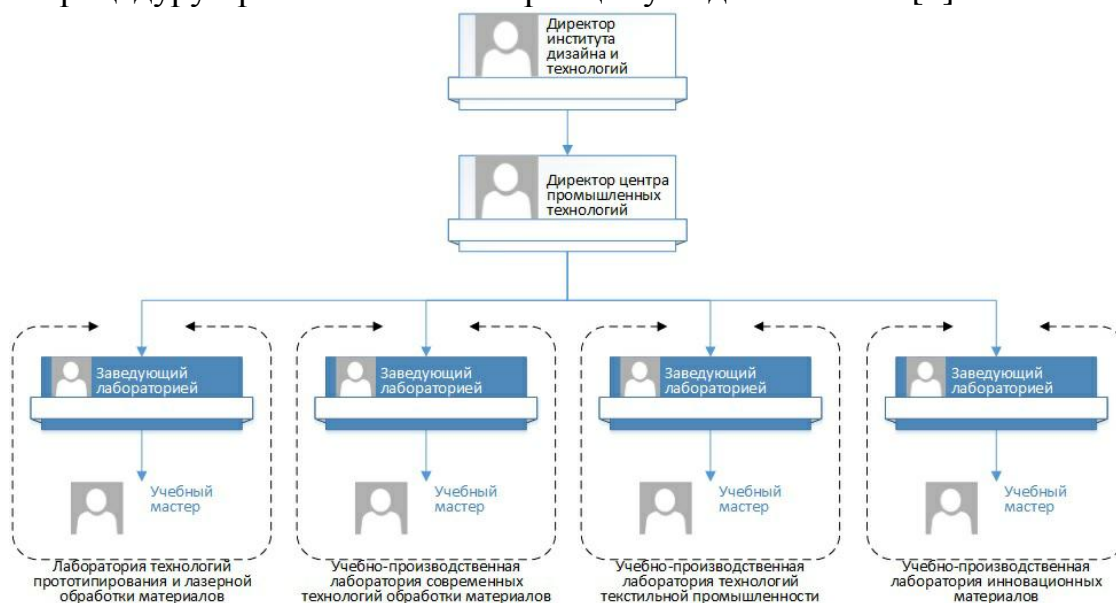 Директор
института
дизайна и
технологий
Директор центра
промышленных
технологий
Заведующий
лабораторией
Заведующий
лабораторией
Заведующий
лабораторией
Заведующий
лабораторией
Учебный
мастер
Учебный
мастер
Учебный
мастер
Учебный
мастер
Лаборатория технологий
прототипирования и лазерной
обработки материалов
Учебно-производственная
лаборатория современных
технологий обработки материалов
Учебно-производственная
лаборатория технологий
текстильной промышленности
Учебно-производственная
лаборатория инновационных
материалов